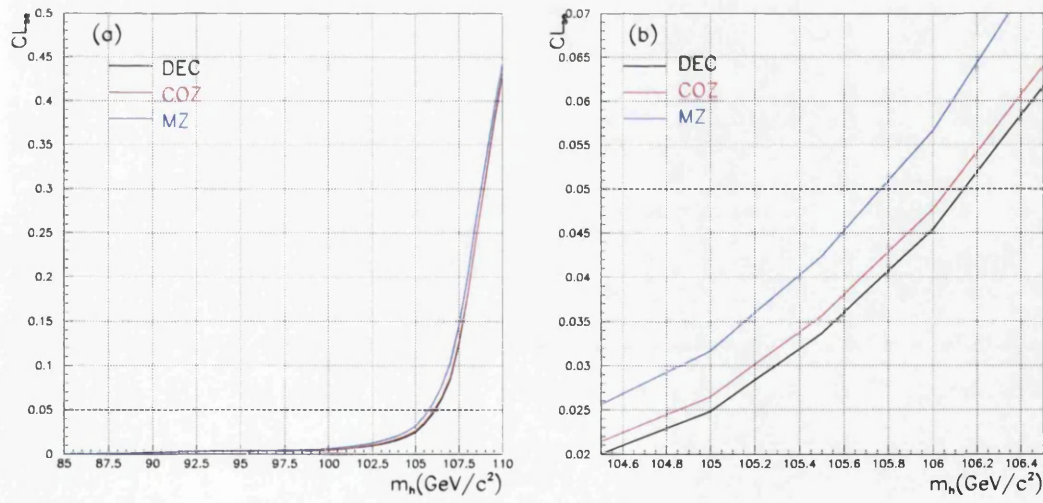 CL_se
(a)
DEC
COZ
MZ
0.5
0.45
0.4
0.35
0.3
0.25
0.2
0.15
0.1
0.05
0
85 87.5 90 92.5 95 97.5 100 102.5 105 107.5 110
m_h(GeV/c²)
CL_se
(b)
DEC
COZ
MZ
0.07
0.065
0.06
0.055
0.05
0.045
0.04
0.035
0.03
0.025
0.02
104.6 104.8 105 105.2 105.4 105.6 105.8 106 106.2 106.4
m_h(GeV/c²)